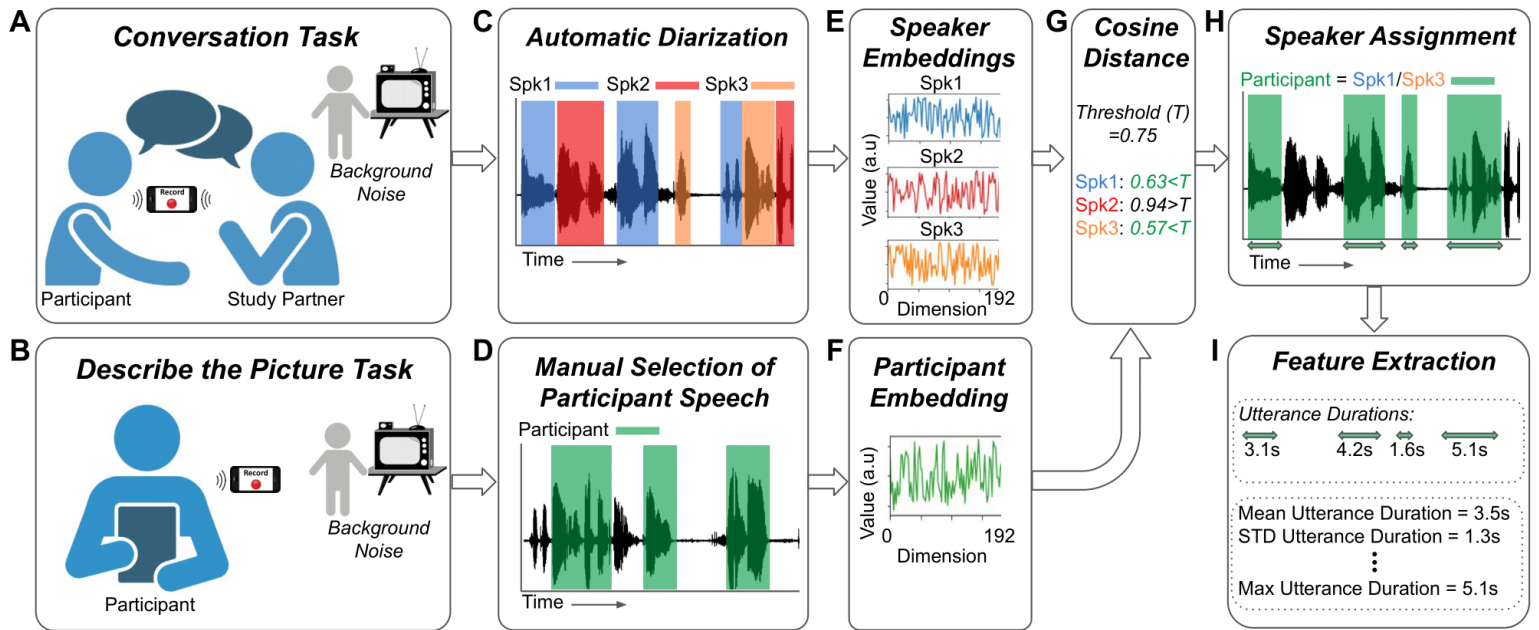 A
Conversation Task
Record
Background
Noise
Participant
Study Partner
B
Describe the Picture Task
Record
Background
Noise
Participant
C
Automatic Diarization
Spk1
Spk2
Spk3
Time
D
Manual Selection of
Participant Speech
Participant
Time
E
Speaker
Embeddings
Spk1
Spk2
Value (a.u)
Spk3
0
192
Dimension
F
Participant
Embedding
Value (a.u)
0
192
Dimension
G
Cosine
Distance
Threshold (T)
=0.75
Spk1: 0.63<T
Spk2: 0.94>T
Spk3: 0.57<T
H
Speaker Assignment
Participant = Spk1/Spk3
Time
I
Feature Extraction
Utterance Durations:
3.1s 4.2s 1.6s 5.1s
Mean Utterance Duration = 3.5s
STD Utterance Duration = 1.3s
Max Utterance Duration = 5.1s